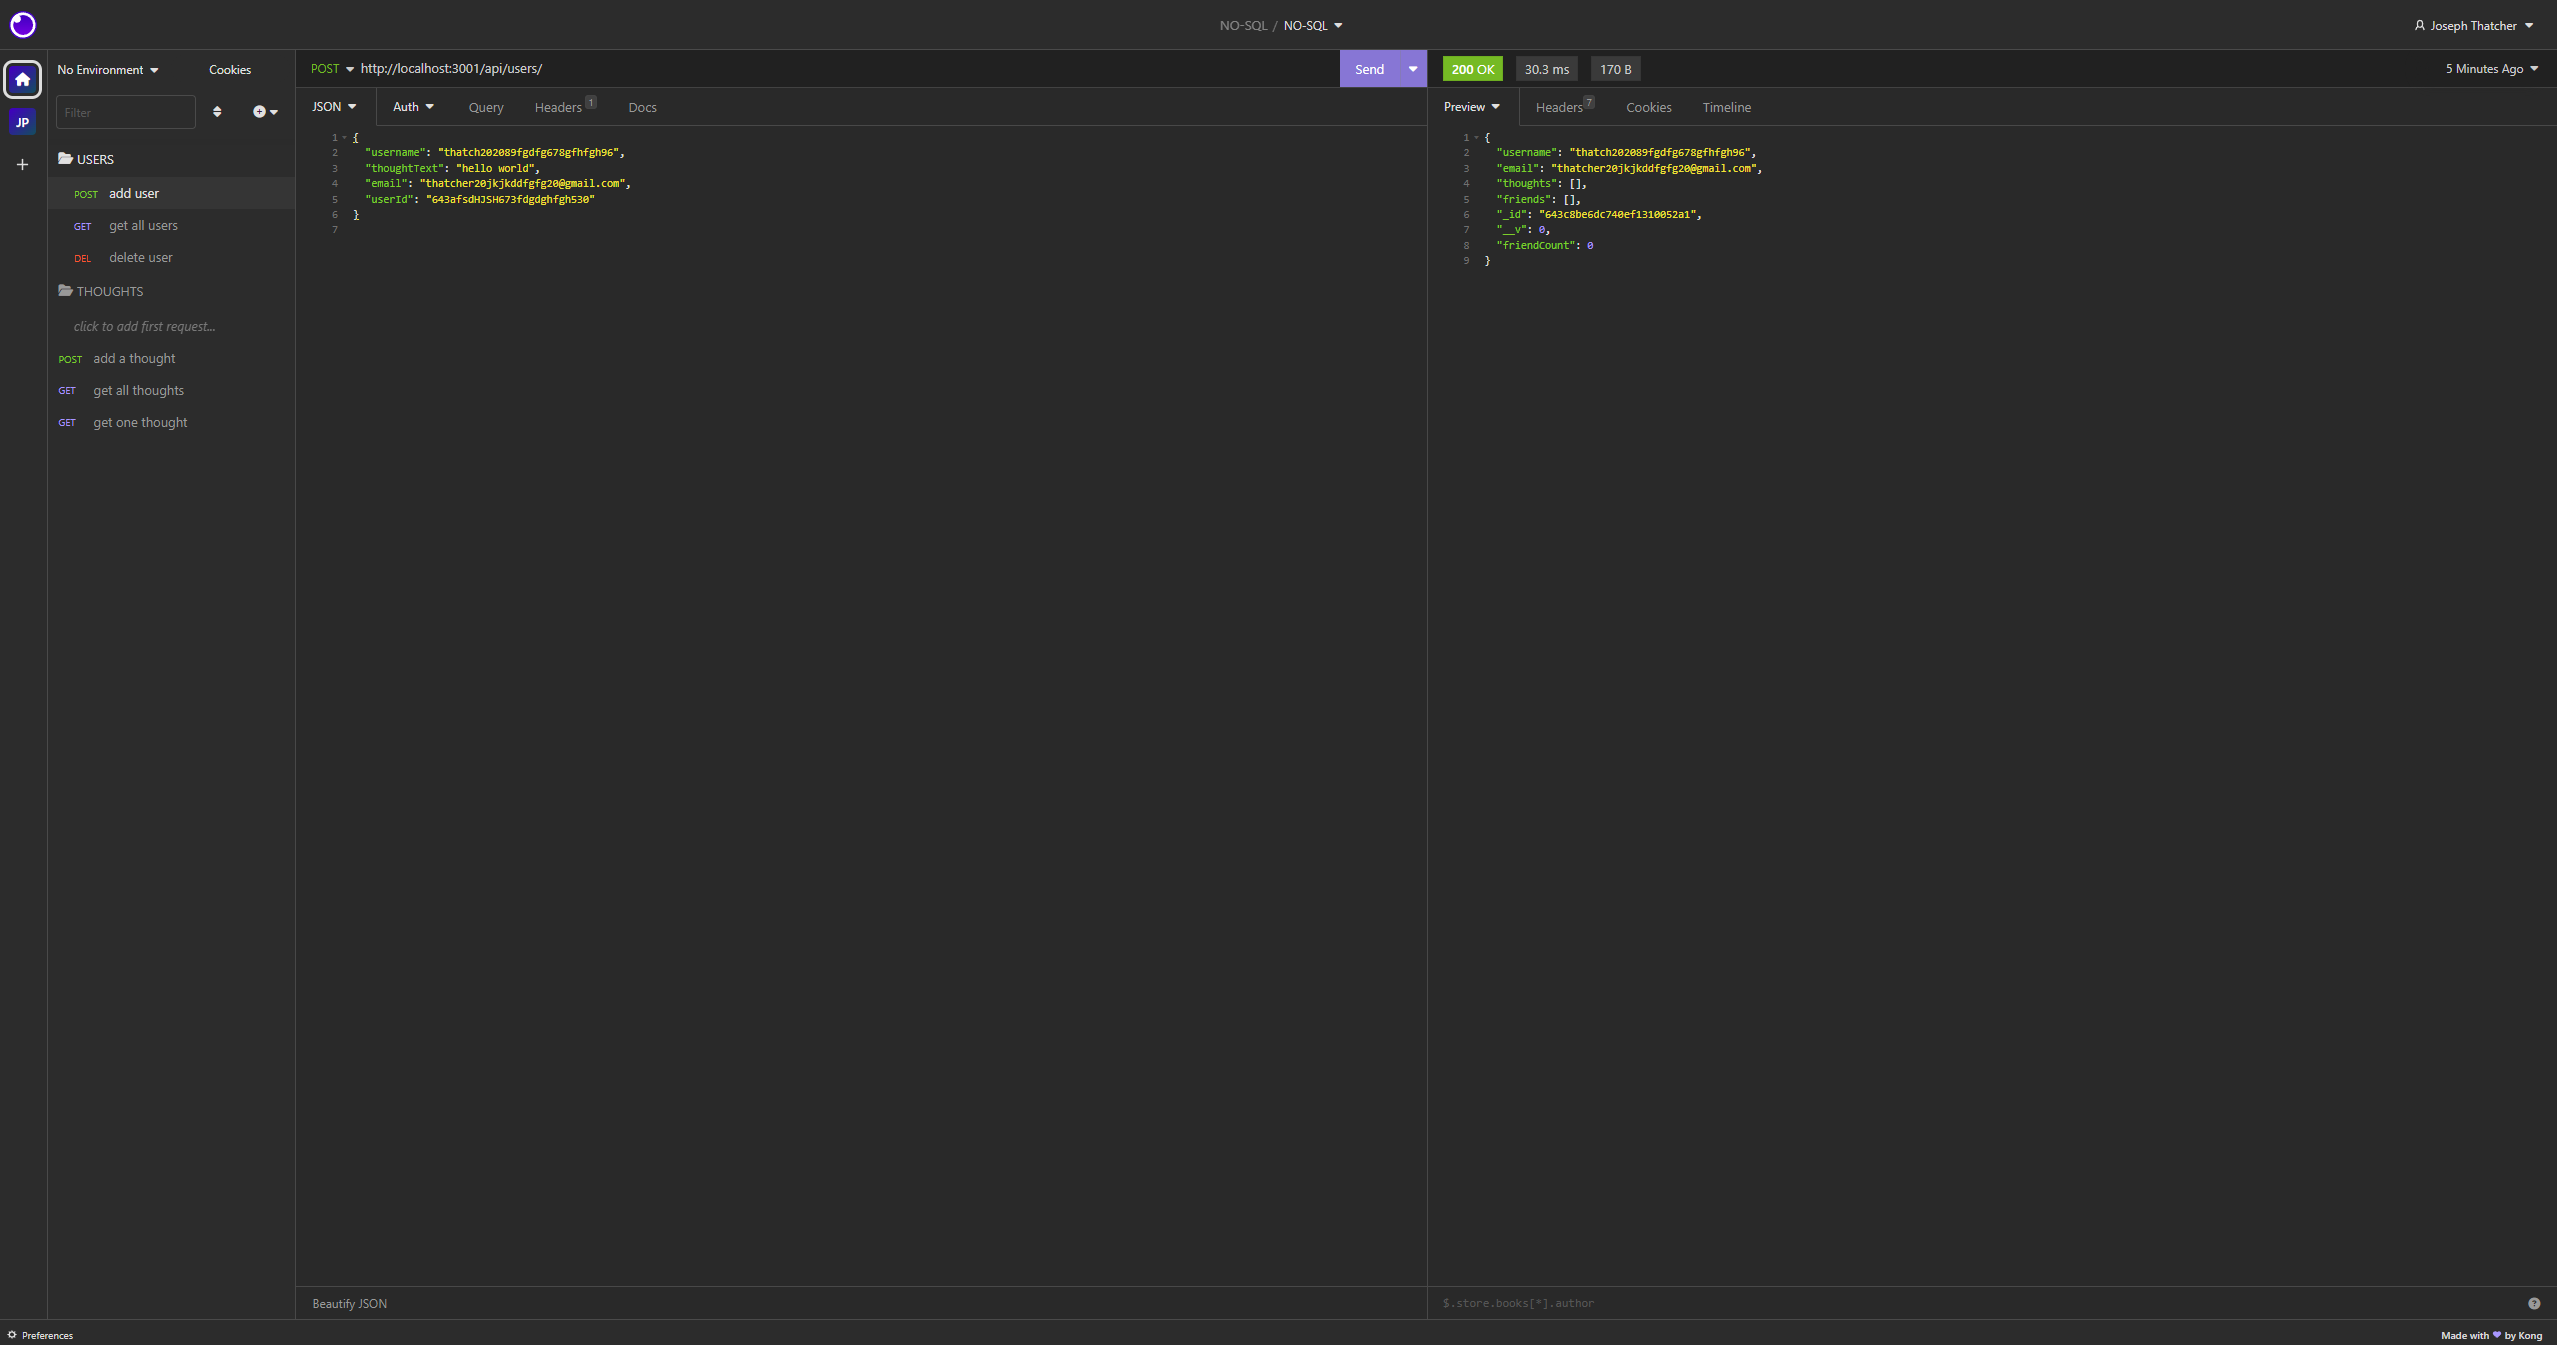 NO-SQL / NO-SQL
Joseph Thatcher
No Environment
Cookies
Filter
JP
USERS
POST add user
GET get all users
DEL delete user
THOUGHTS
click to add first request...
POST add a thought
GET get all thoughts
GET get one thought
POST http://localhost:3001/api/users/
Send
JSON Auth Query Headers 1 Docs
1 {
2 "username": "thatch202089fgdfg678gfhfgh96",
3 "thoughtText": "hello world",
4 "email": "thatcher20jkjkddfgfg20@gmail.com",
5 "userId": "643afsdHJSH673fdgdghfgh530"
6 }
7
Beautify JSON
200 OK 30.3 ms 170 B
5 Minutes Ago
Preview Headers 7 Cookies Timeline
1 {
2 "username": "thatch202089fgdfg678gfhfgh96",
3 "email": "thatcher20jkjkddfgfg20@gmail.com",
4 "thoughts": [],
5 "friends": [],
6 "_id": "643c8be6dc740ef1310052a1",
7 "__v": 0,
8 "friendCount": 0
9 }
$.store.books[*].author
Preferences
Made with ♥ by Kong